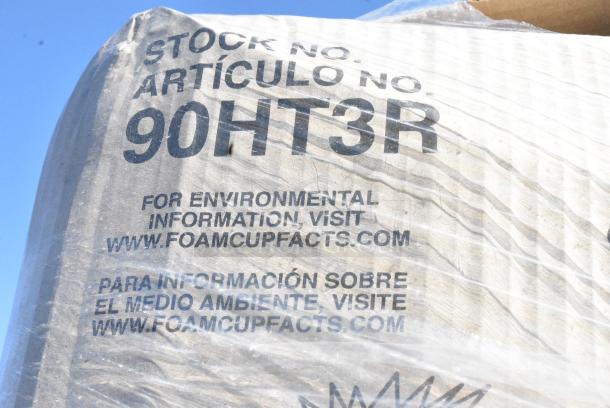 STOCK NO.
ARTÍCULO NO.
90HT3R
FOR ENVIRONMENTAL
INFORMATION, VISIT
WWW.FOAMCUPFACTS.COM
PARA INFORMACIÓN SOBRE
EL MEDIO AMBIENTE, VISITE
WWW.FOAMCUPFACTS.COM